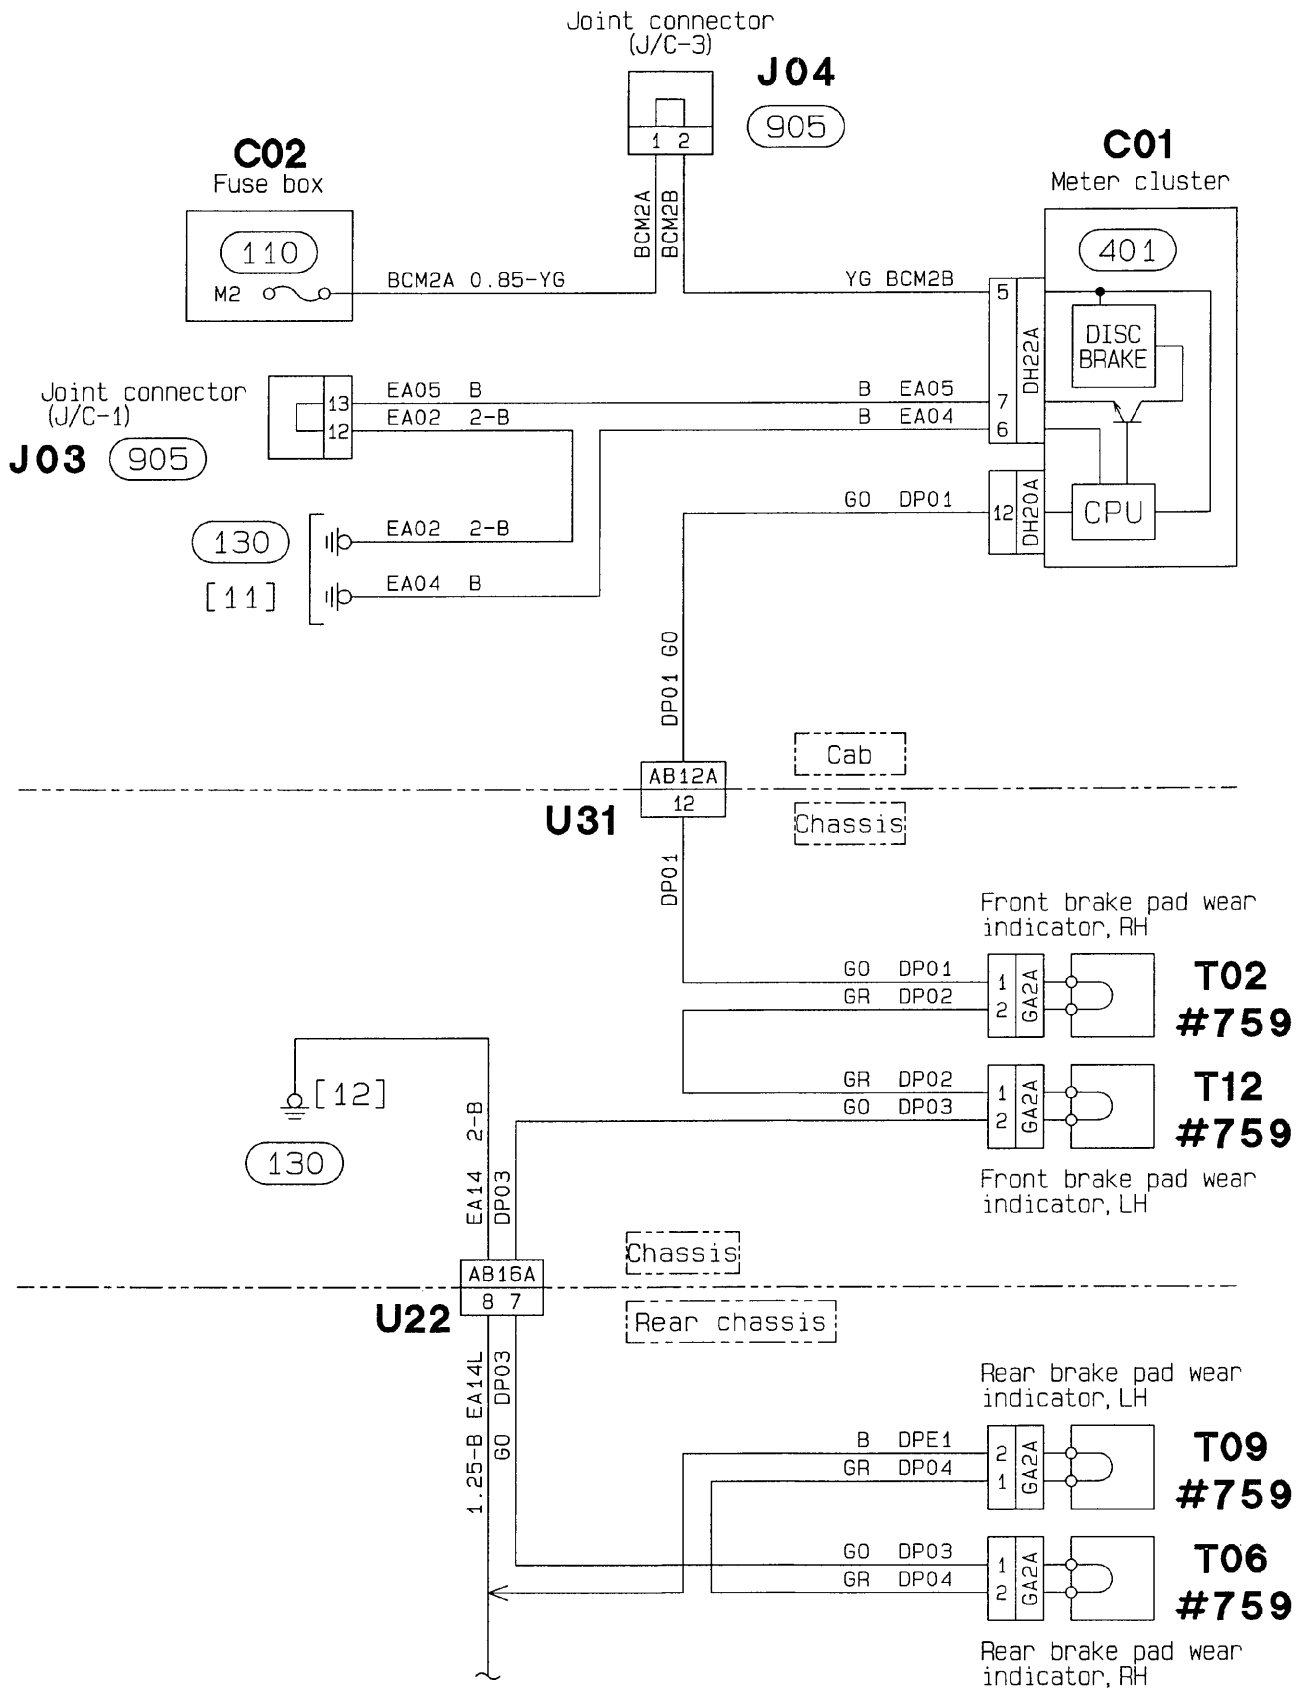 Joint connector
(J/C-3)
J04
905
1 2
C02
Fuse box
110
M2
BCM2A 0.85-YG
BCM2A
BCM2B
C01
Meter cluster
401
YG BCM2B
5
DH22A
DISC
BRAKE
Joint connector
(J/C-1)
J03
905
13
12
EA05 B
EA02 2-B
B EA05
B EA04
7
6
130
[11]
EA02 2-B
EA04 B
GO DP01
12
DH20A
CPU
DP01 GO
Cab
AB12A
12
U31
Chassis
DP01
Front brake pad wear
indicator, RH
GO DP01
GR DP02
1
2
GA2A
T02
#759
GR DP02
GO DP03
1
2
GA2A
T12
#759
Front brake pad wear
indicator, LH
[12]
130
EA14 2-B
DP03
Chassis
AB16A
8 7
U22
Rear chassis
1.25-B EA14L
GO DP03
Rear brake pad wear
indicator, LH
B DPE1
GR DP04
2
1
GA2A
T09
#759
GO DP03
GR DP04
1
2
GA2A
T06
#759
Rear brake pad wear
indicator, RH